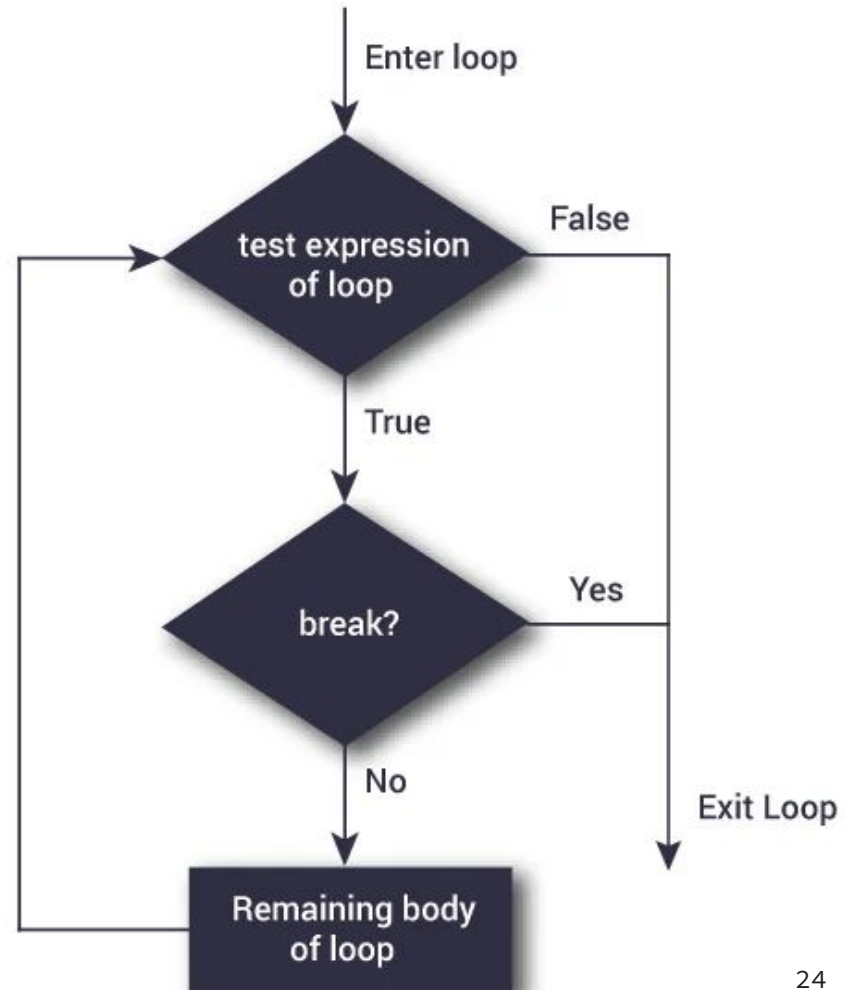 Enter loop
test expression
of loop
False
True
break?
Yes
No
Exit Loop
Remaining body
of loop
24